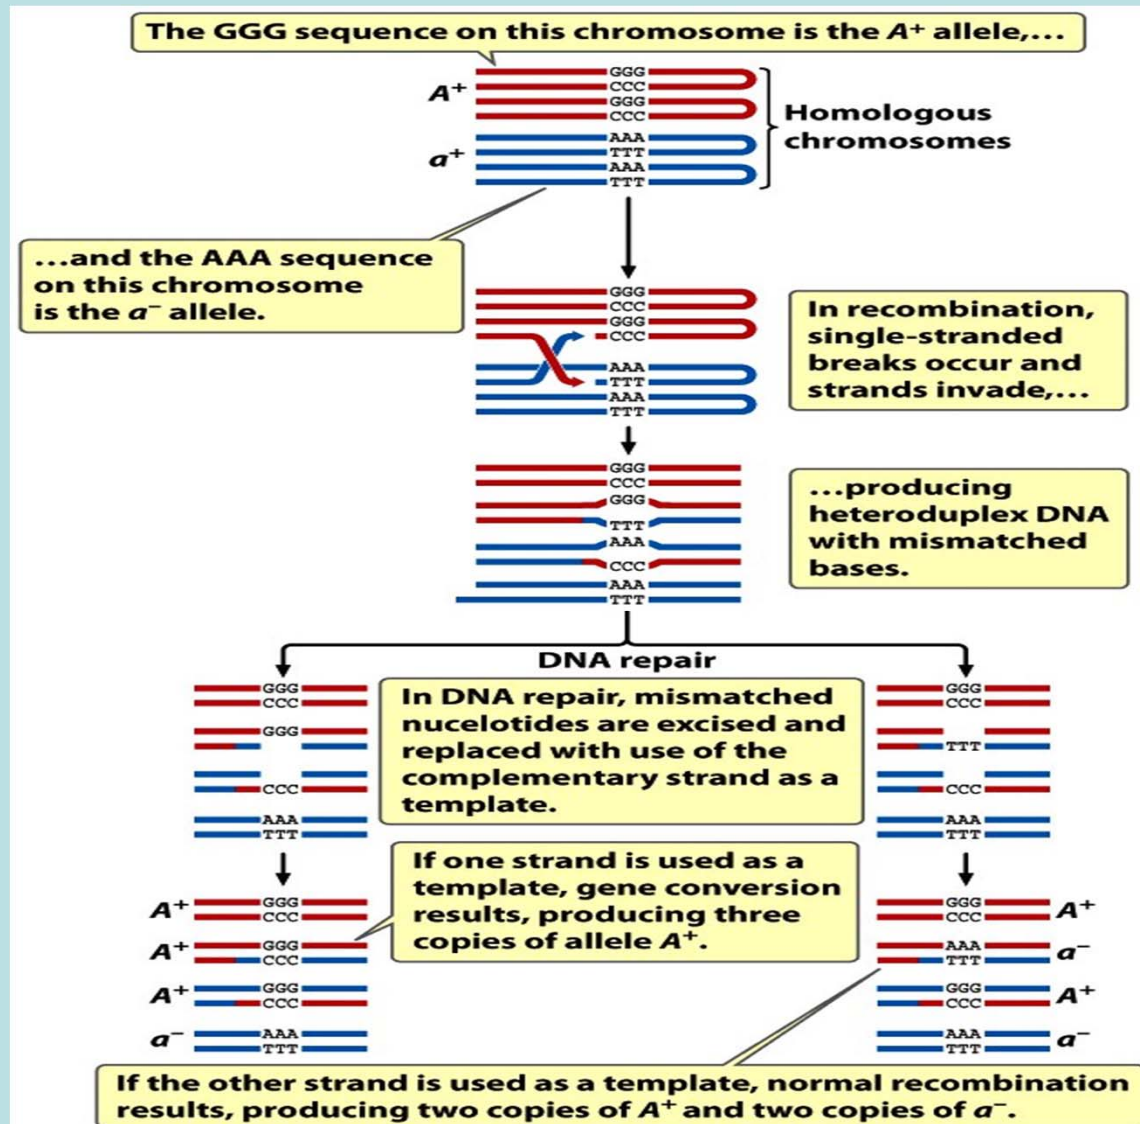 The GGG sequence on this chromosome is the A⁺ allele,...
GGG
A⁺
CCC
GGG
CCC
Homologous
chromosomes
AAA
a⁺
TTT
AAA
TTT
...and the AAA sequence
on this chromosome
is the a⁻ allele.
GGG
CCC
GGG
CCC
AAA
TTT
AAA
TTT
In recombination,
single-stranded
breaks occur and
strands invade,...
GGG
CCC
GGG
TTT
AAA
CCC
AAA
TTT
...producing
heteroduplex DNA
with mismatched
bases.
DNA repair
GGG
CCC
GGG
CCC
AAA
TTT
In DNA repair, mismatched
nucelotides are excised and
replaced with use of the
complementary strand as a
template.
GGG
CCC
TTT
CCC
AAA
TTT
If one strand is used as a
template, gene conversion
results, producing three
copies of allele A⁺.
A⁺ GGG
CCC
A⁺ GGG
CCC
A⁺ GGG
CCC
a⁻ AAA
TTT
GGG A⁺
CCC
AAA a⁻
TTT
GGG A⁺
CCC
AAA a⁻
TTT
If the other strand is used as a template, normal recombination
results, producing two copies of A⁺ and two copies of a⁻.